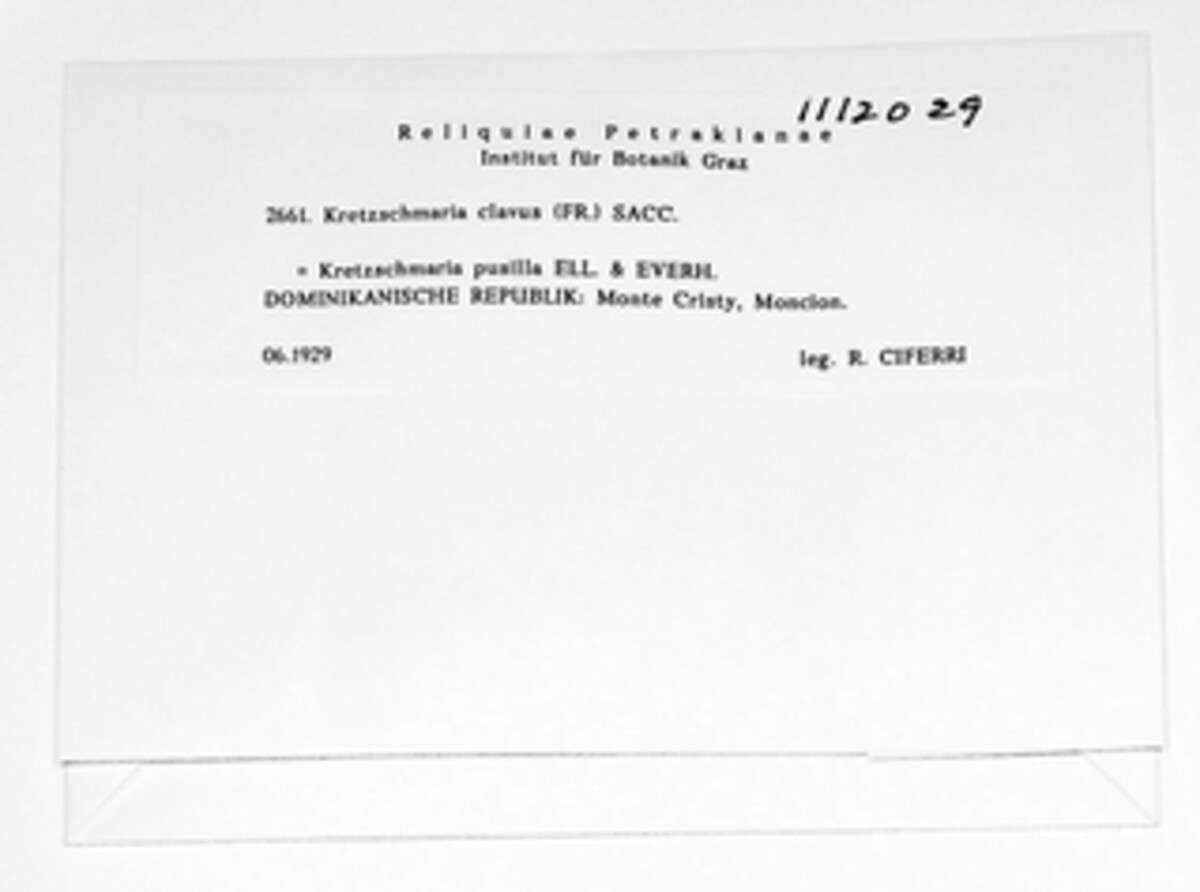 1112029
Reliquiae Petrakianae
Institut für Botanik Graz
2661. Kretzschmaria clavus (FR.) SACC.
= Kretzschmaria pusilla ELL. & EVERH.
DOMINIKANISCHE REPUBLIK: Monte Cristy, Moncion.
06.1929 leg. R. CIFERRI